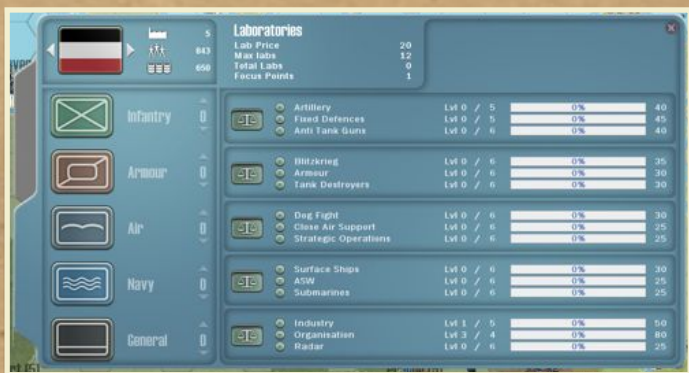 5
843
650
Laboratories
Lab Price 20
Max labs 12
Total Labs 0
Focus Points 1
Infantry 0
Artillery Lvl 0 / 5 0% 40
Fixed Defences Lvl 0 / 5 0% 45
Anti Tank Guns Lvl 0 / 6 0% 40
Armour 0
Blitzkrieg Lvl 0 / 6 0% 35
Armour Lvl 0 / 6 0% 30
Tank Destroyers Lvl 0 / 6 0% 30
Air 0
Dog Fight Lvl 0 / 6 0% 30
Close Air Support Lvl 0 / 6 0% 25
Strategic Operations Lvl 0 / 6 0% 25
Navy 0
Surface Ships Lvl 0 / 6 0% 30
ASW Lvl 0 / 6 0% 25
Submarines Lvl 0 / 6 0% 25
General 0
Industry Lvl 1 / 5 0% 50
Organisation Lvl 3 / 4 0% 80
Radar Lvl 0 / 6 0% 25